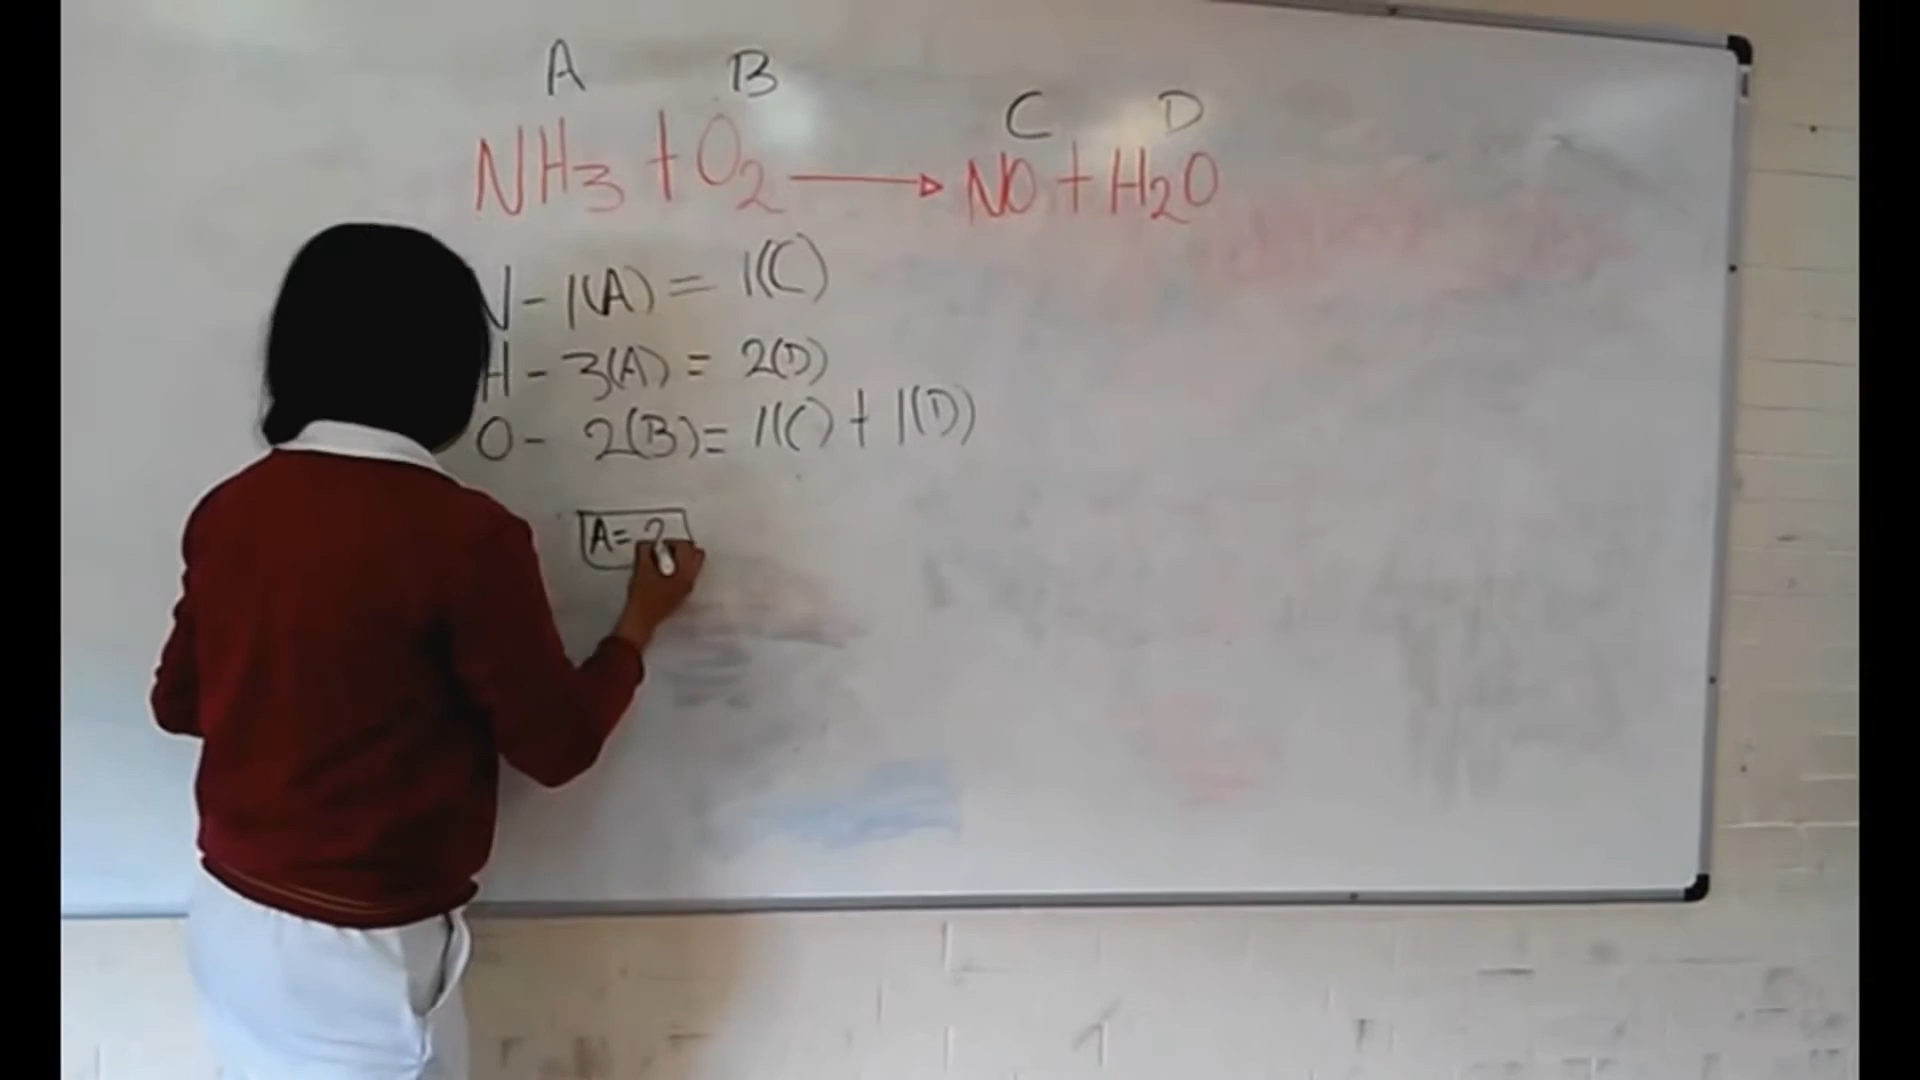 A B C D
NH3 + O2 → NO + H2O
N - 1(A) = 1(C)
H - 3(A) = 2(D)
O - 2(B) = 1(C) + 1(D)
A = 2